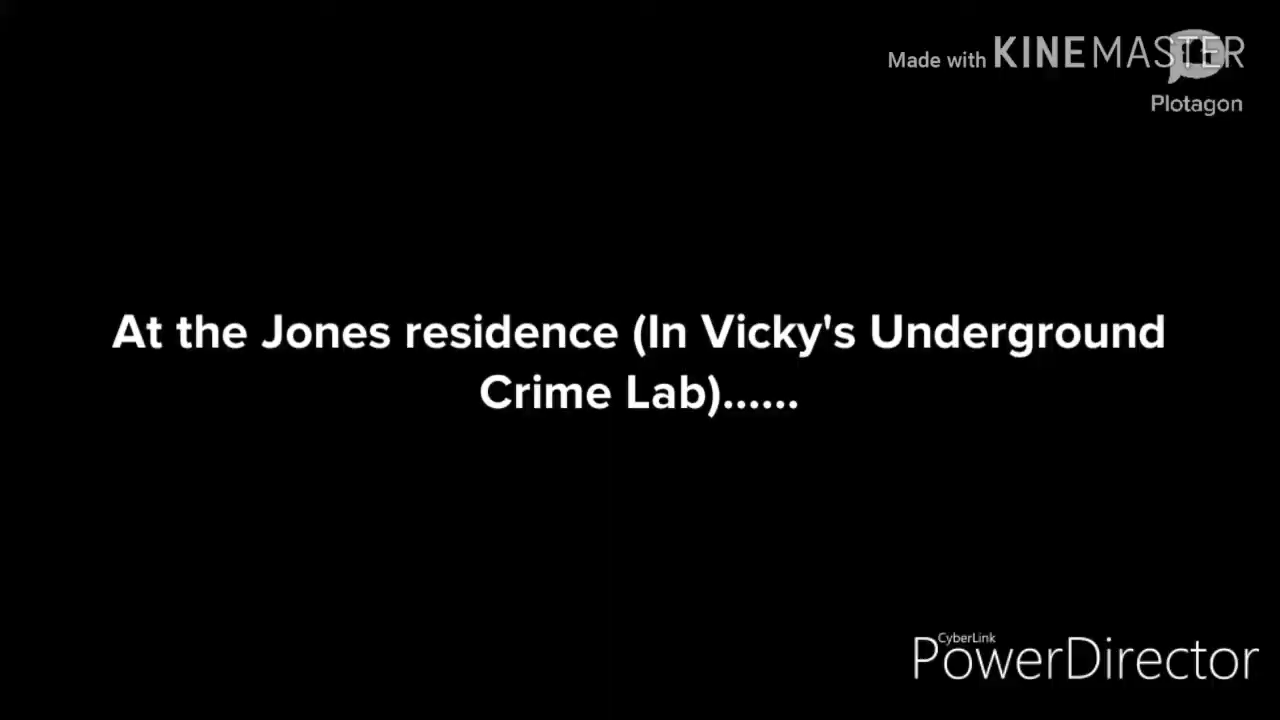 Made with KINEMASTER
Plotagon
At the Jones residence (In Vicky's Underground
Crime Lab)......
CyberLink
PowerDirector